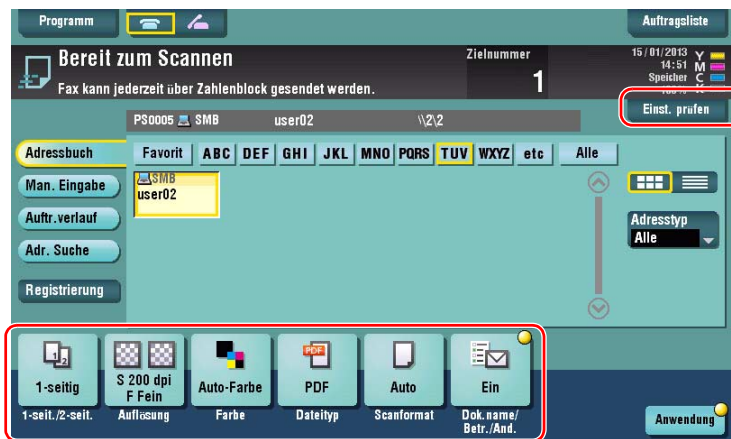 Programm
Auftragsliste
Bereit zum Scannen
Fax kann jederzeit über Zahlenblock gesendet werden.
Zielnummer
1
15/01/2013
14:51
Speicher
100%
Y
M
C
K
Einst. prüfen
PS0005 SMB user02 \\2\2
Adressbuch
Man. Eingabe
Auftr.verlauf
Adr. Suche
Registrierung
Favorit ABC DEF GHI JKL MNO PQRS TUV WXYZ etc Alle
SMB
user02
Adresstyp
Alle
1-seitig
1-seit./2-seit.
S 200 dpi
F Fein
Auflösung
Auto-Farbe
Farbe
PDF
PDF
Dateityp
Auto
Scanformat
Ein
Dok.name/
Betr./And.
Anwendung